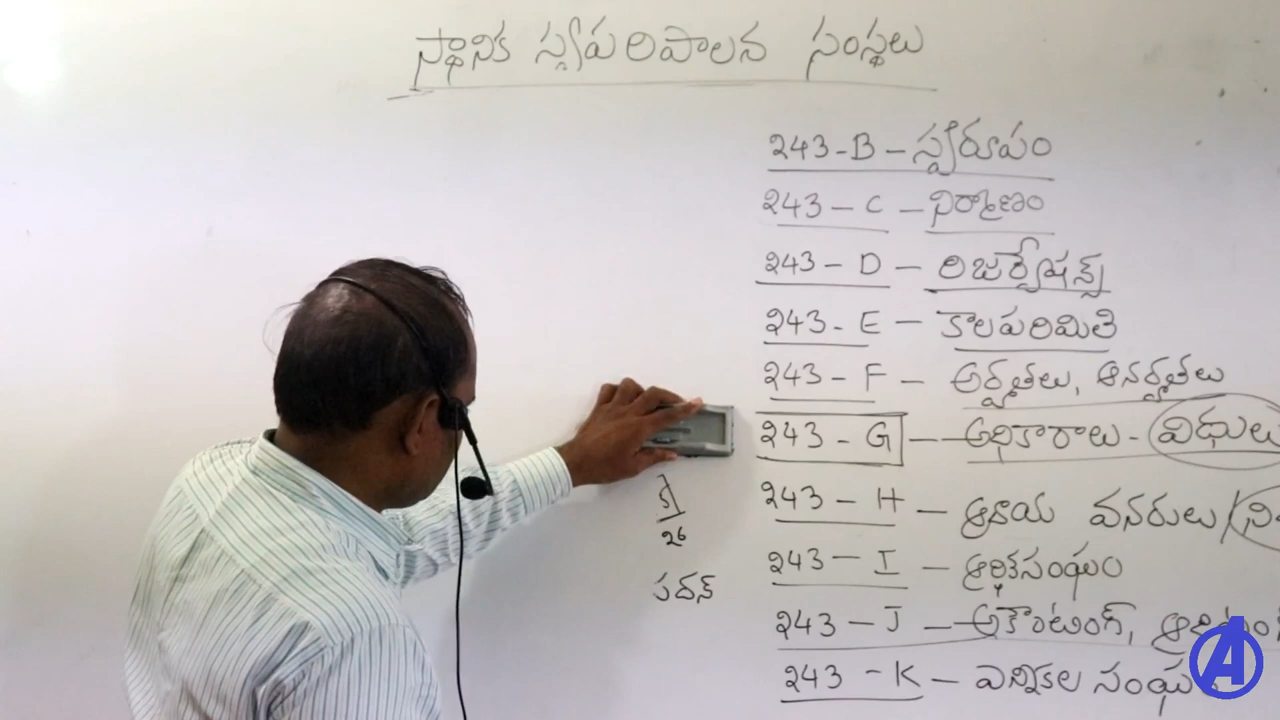 స్థానిక స్వపరిపాలన సంస్థలు
243-B - స్వరూపం
243 - C - నిర్మాణం
243 - D - రిజర్వేషన్స్
243 - E - కాలపరిమితి
243 - F - అర్హతలు, అనర్హతలు
243 - G - అధికారాలు - విధులు
243 - H - ఆదాయ వనరులు /
26
243 - I - ఆర్థికసంఘం
243 - J - అకౌంటింగ్,
243 - K - ఎన్నికల సంఘం